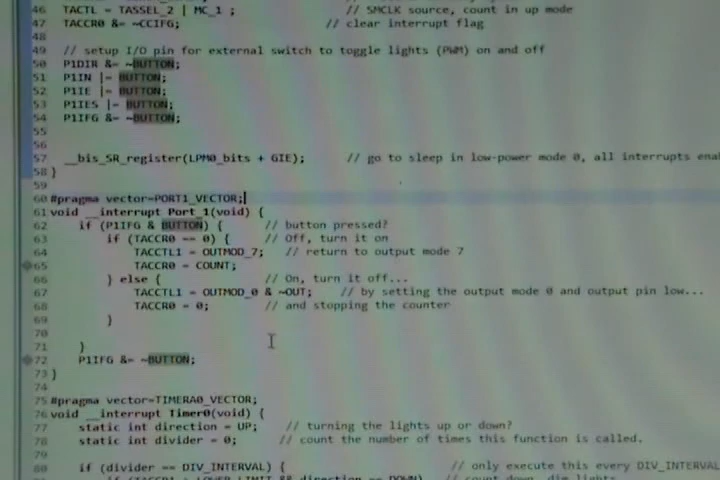 46 TACTL = TASSEL_2 | MC_1 ; // SMCLK source, count in up mode
47 TACCR0 &= ~CCIFG; // clear interrupt flag
48
49 // setup I/O pin for external switch to toggle lights (PWM) on and off
50 P1DIR &= ~BUTTON;
51 P1IN |= BUTTON;
52 P1IE |= BUTTON;
53 P1IES |= BUTTON;
54 P1IFG &= ~BUTTON;
55
56
57 __bis_SR_register(LPM0_bits + GIE); // go to sleep in low-power mode 0, all interrupts ena
58 }
59
60 #pragma vector=PORT1_VECTOR;
61 void __interrupt Port_1(void) {
62 if (P1IFG & BUTTON) { // button pressed?
63 if (TACCR0 == 0) { // Off, turn it on
64 TACCTL1 = OUTMOD_7; // return to output mode 7
65 TACCR0 = COUNT;
66 } else { // On, turn it off...
67 TACCTL1 = OUTMOD_0 & ~OUT; // by setting the output mode 0 and output pin low...
68 TACCR0 = 0; // and stopping the counter
69 }
70
71 }
72 P1IFG &= ~BUTTON;
73 }
74
75 #pragma vector=TIMERA0_VECTOR;
76 void __interrupt Timer0(void) {
77 static int direction = UP; // turning the lights up or down?
78 static int divider = 0; // count the number of times this function is called.
79
80 if (divider == DIV_INTERVAL) { // only execute this every DIV_INTERVAL